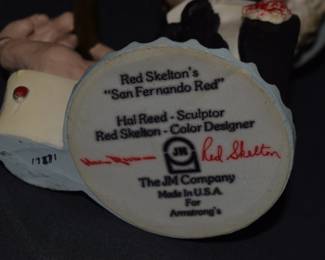 Red Skelton's
"San Fernando Red"
Hal Reed - Sculptor
Red Skelton - Color Designer
JM
Red Skelton
The JM Company
Made In U.S.A.
For
Armstrong's